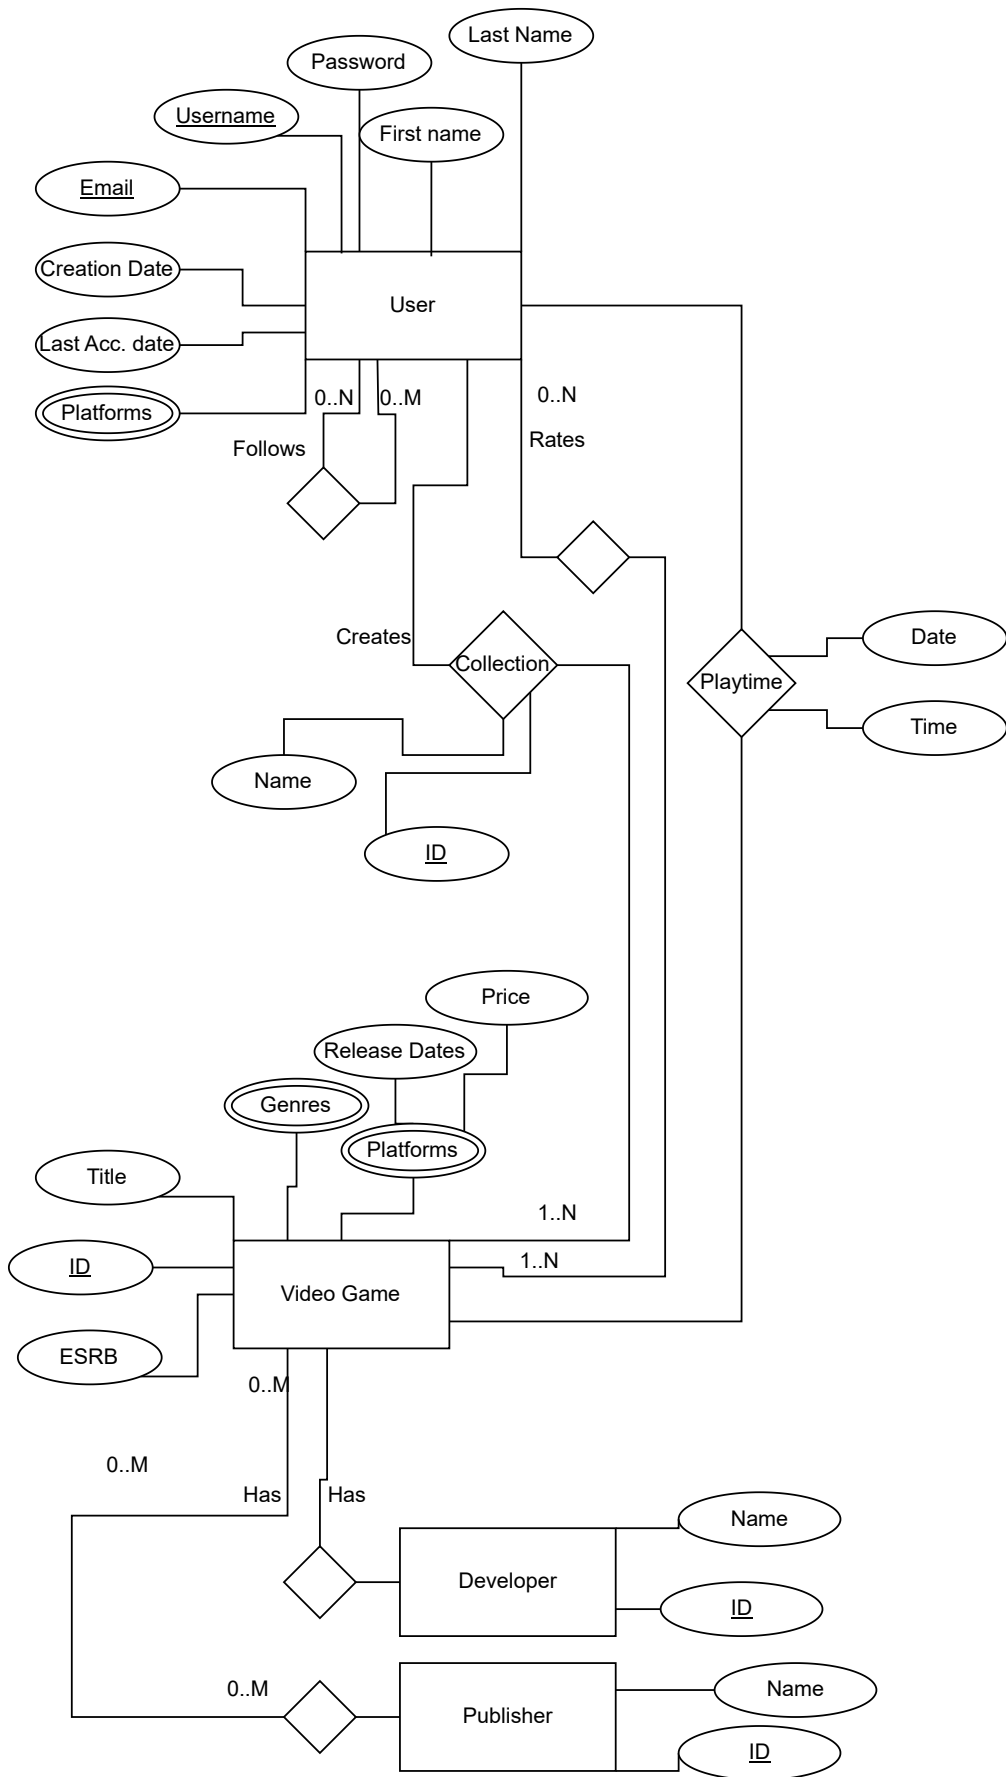 Last Name
Password
Username
First name
Email
Creation Date
User
Last Acc. date
Platforms
0..N
0..M
0..N
Follows
Rates
Creates
Collection
Date
Playtime
Time
Name
ID
Price
Release Dates
Genres
Platforms
Title
1..N
ID
1..N
Video Game
ESRB
0..M
0..M
Has
Has
Name
Developer
ID
0..M
Name
Publisher
ID